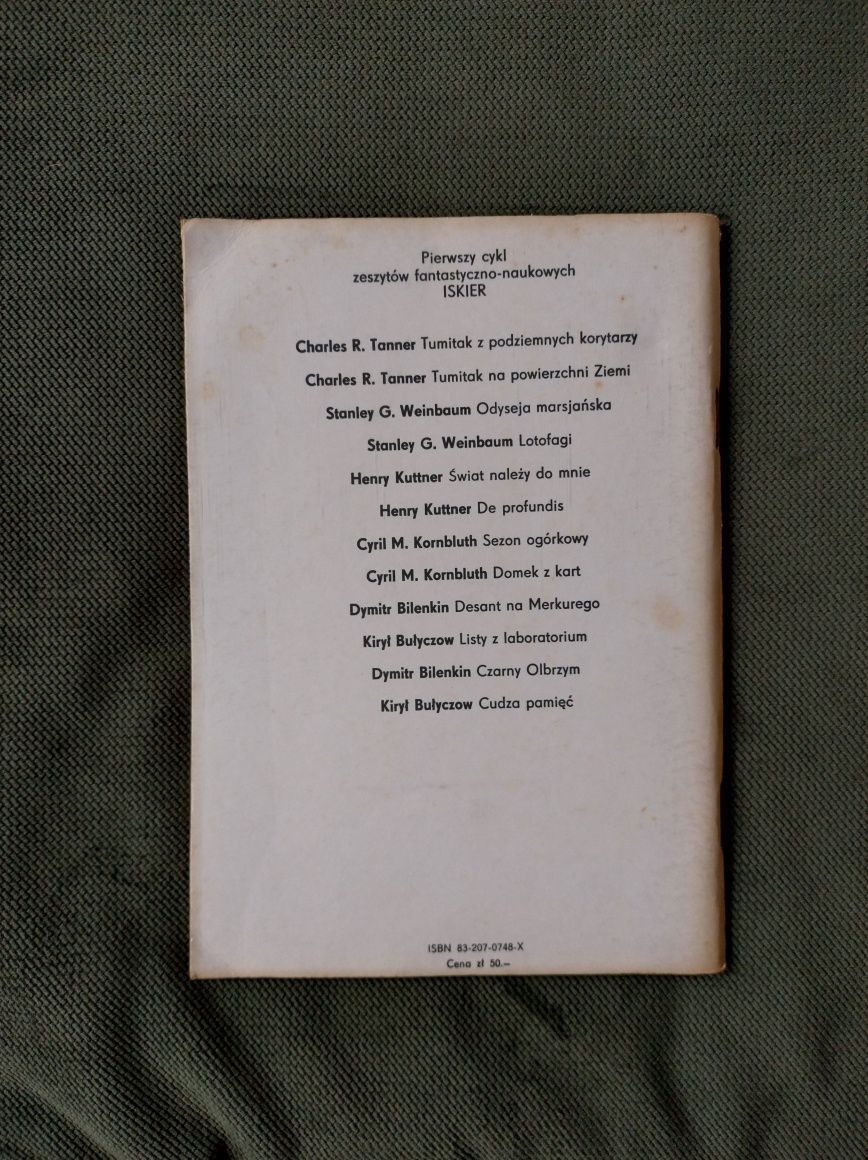 Pierwszy cykl
zeszytów fantastyczno-naukowych
ISKIER
Charles R. Tanner Tumitak z podziemnych korytarzy
Charles R. Tanner Tumitak na powierzchni Ziemi
Stanley G. Weinbaum Odyseja marsjańska
Stanley G. Weinbaum Lotofagi
Henry Kuttner Świat należy do mnie
Henry Kuttner De profundis
Cyril M. Kornbluth Sezon ogórkowy
Cyril M. Kornbluth Domek z kart
Dymitr Bilenkin Desant na Merkurego
Kirył Bułyczow Listy z laboratorium
Dymitr Bilenkin Czarny Olbrzym
Kirył Bułyczow Cudza pamięć
ISBN 83-207-0748-X
Cena zł 50.—